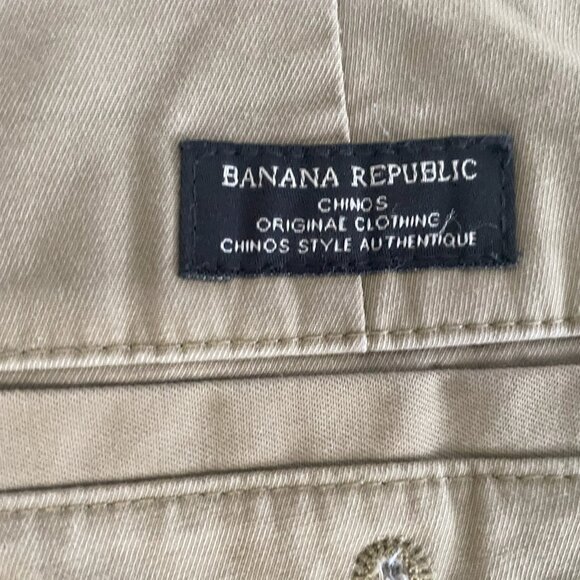 BANANA REPUBLIC
CHINOS
ORIGINAL CLOTHING
CHINOS STYLE AUTHENTIQUE